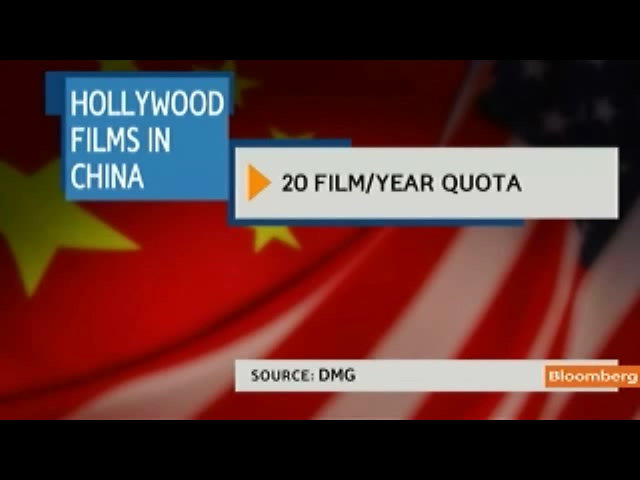 HOLLYWOOD
FILMS IN
CHINA
20 FILM/YEAR QUOTA
SOURCE: DMG
Bloomberg